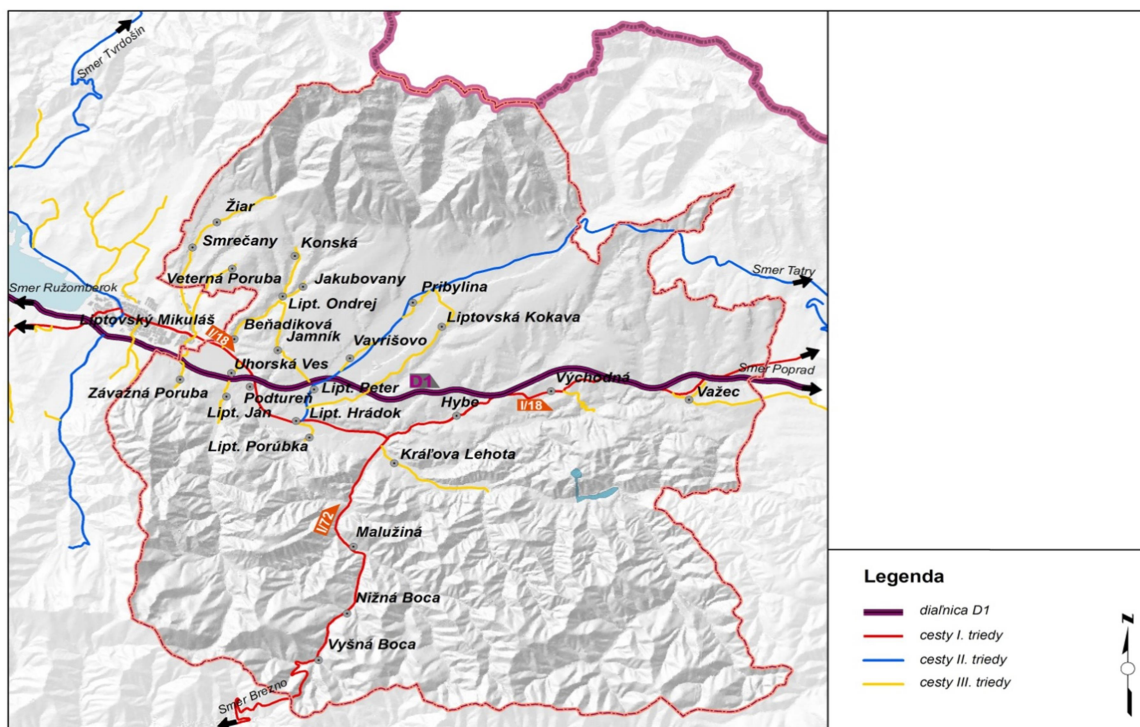 Smer Tvrdošín
Žiar
Smrečany
Konská
Veterná Poruba
Jakubovany
Smer Tatry
Smer Ružomberok
Lipt. Ondrej
Pribylina
Liptovský Mikuláš
I/18
Beňadiková
Liptovská Kokava
Jamník
Vavrišovo
Uhorská Ves
Smer Poprad
D1
Východná
Závažná Poruba
Podtureň
Lipt. Peter
Važec
Lipt. Ján
Lipt. Hrádok
Hybe
I/18
Lipt. Porúbka
Kráľova Lehota
I/72
Malužiná
Nižná Boca
Vyšná Boca
Smer Brezno
Legenda
diaľnica D1
cesty I. triedy
cesty II. triedy
cesty III. triedy
z